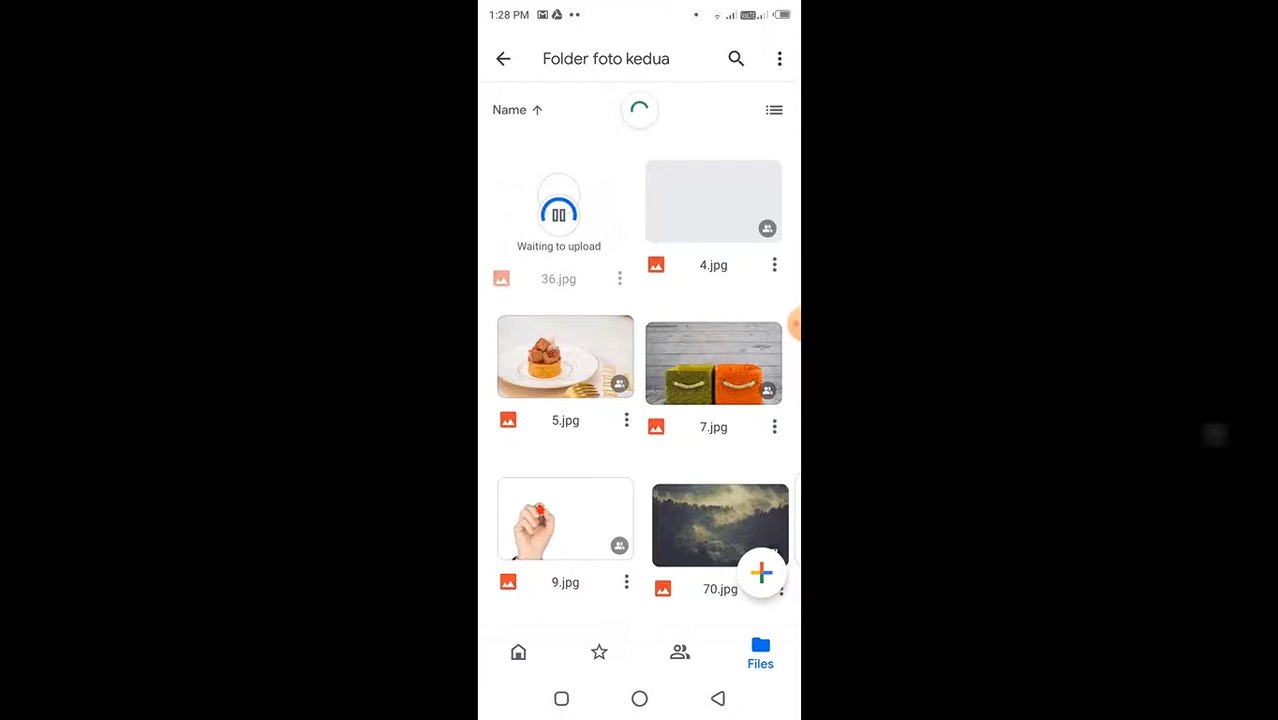 1:28 PM
Folder foto kedua
Name
Waiting to upload
36.jpg
4.jpg
5.jpg
7.jpg
9.jpg
70.jpg
Files